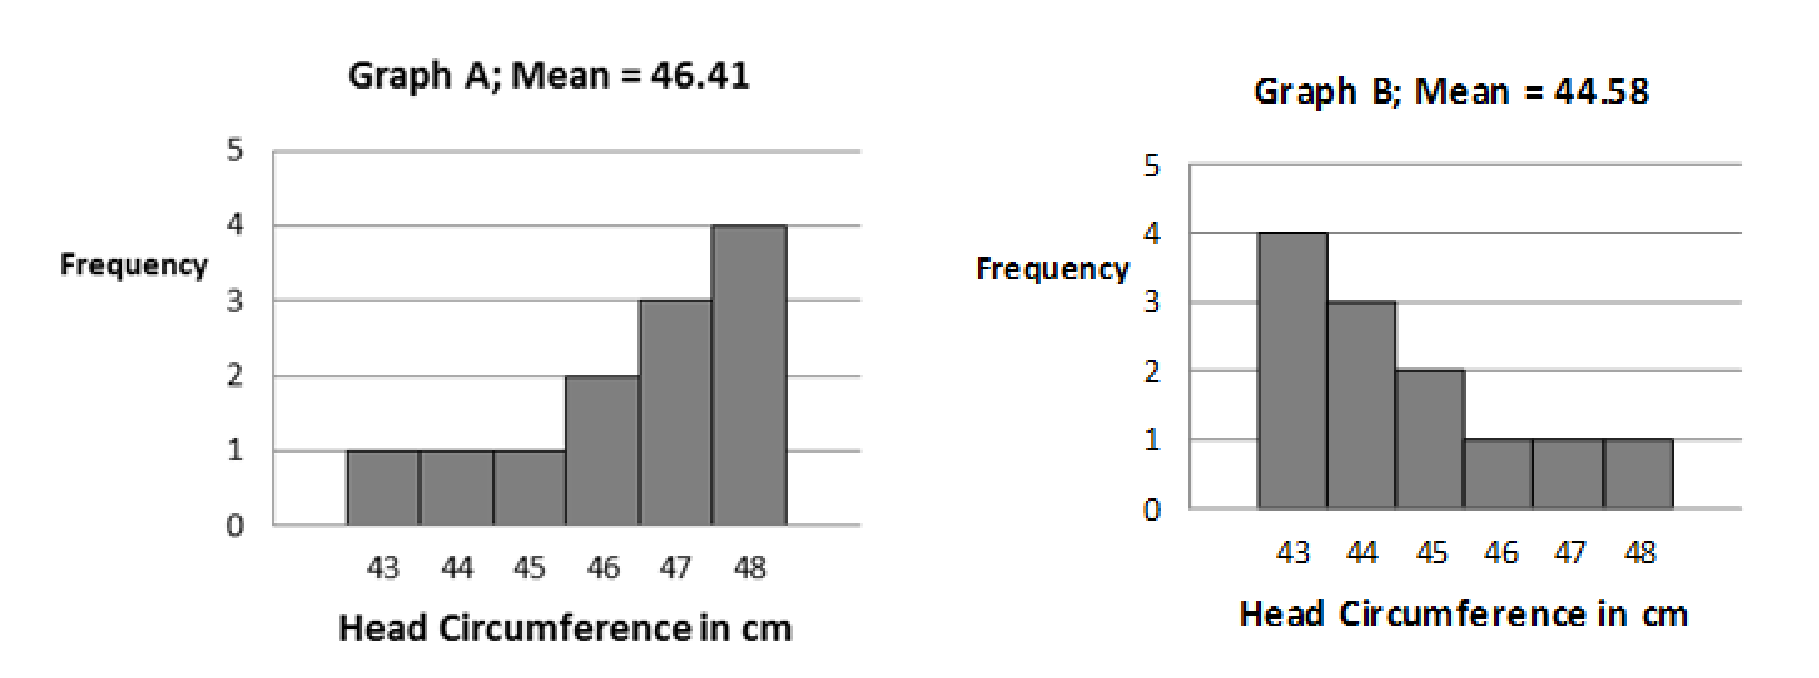 Graph A; Mean = 46.41
5
4
Frequency
3
2
1
0
43 44 45 46 47 48
Head Circumference in cm
Graph B; Mean = 44.58
5
4
Frequency
3
2
1
0
43 44 45 46 47 48
Head Circumference in cm